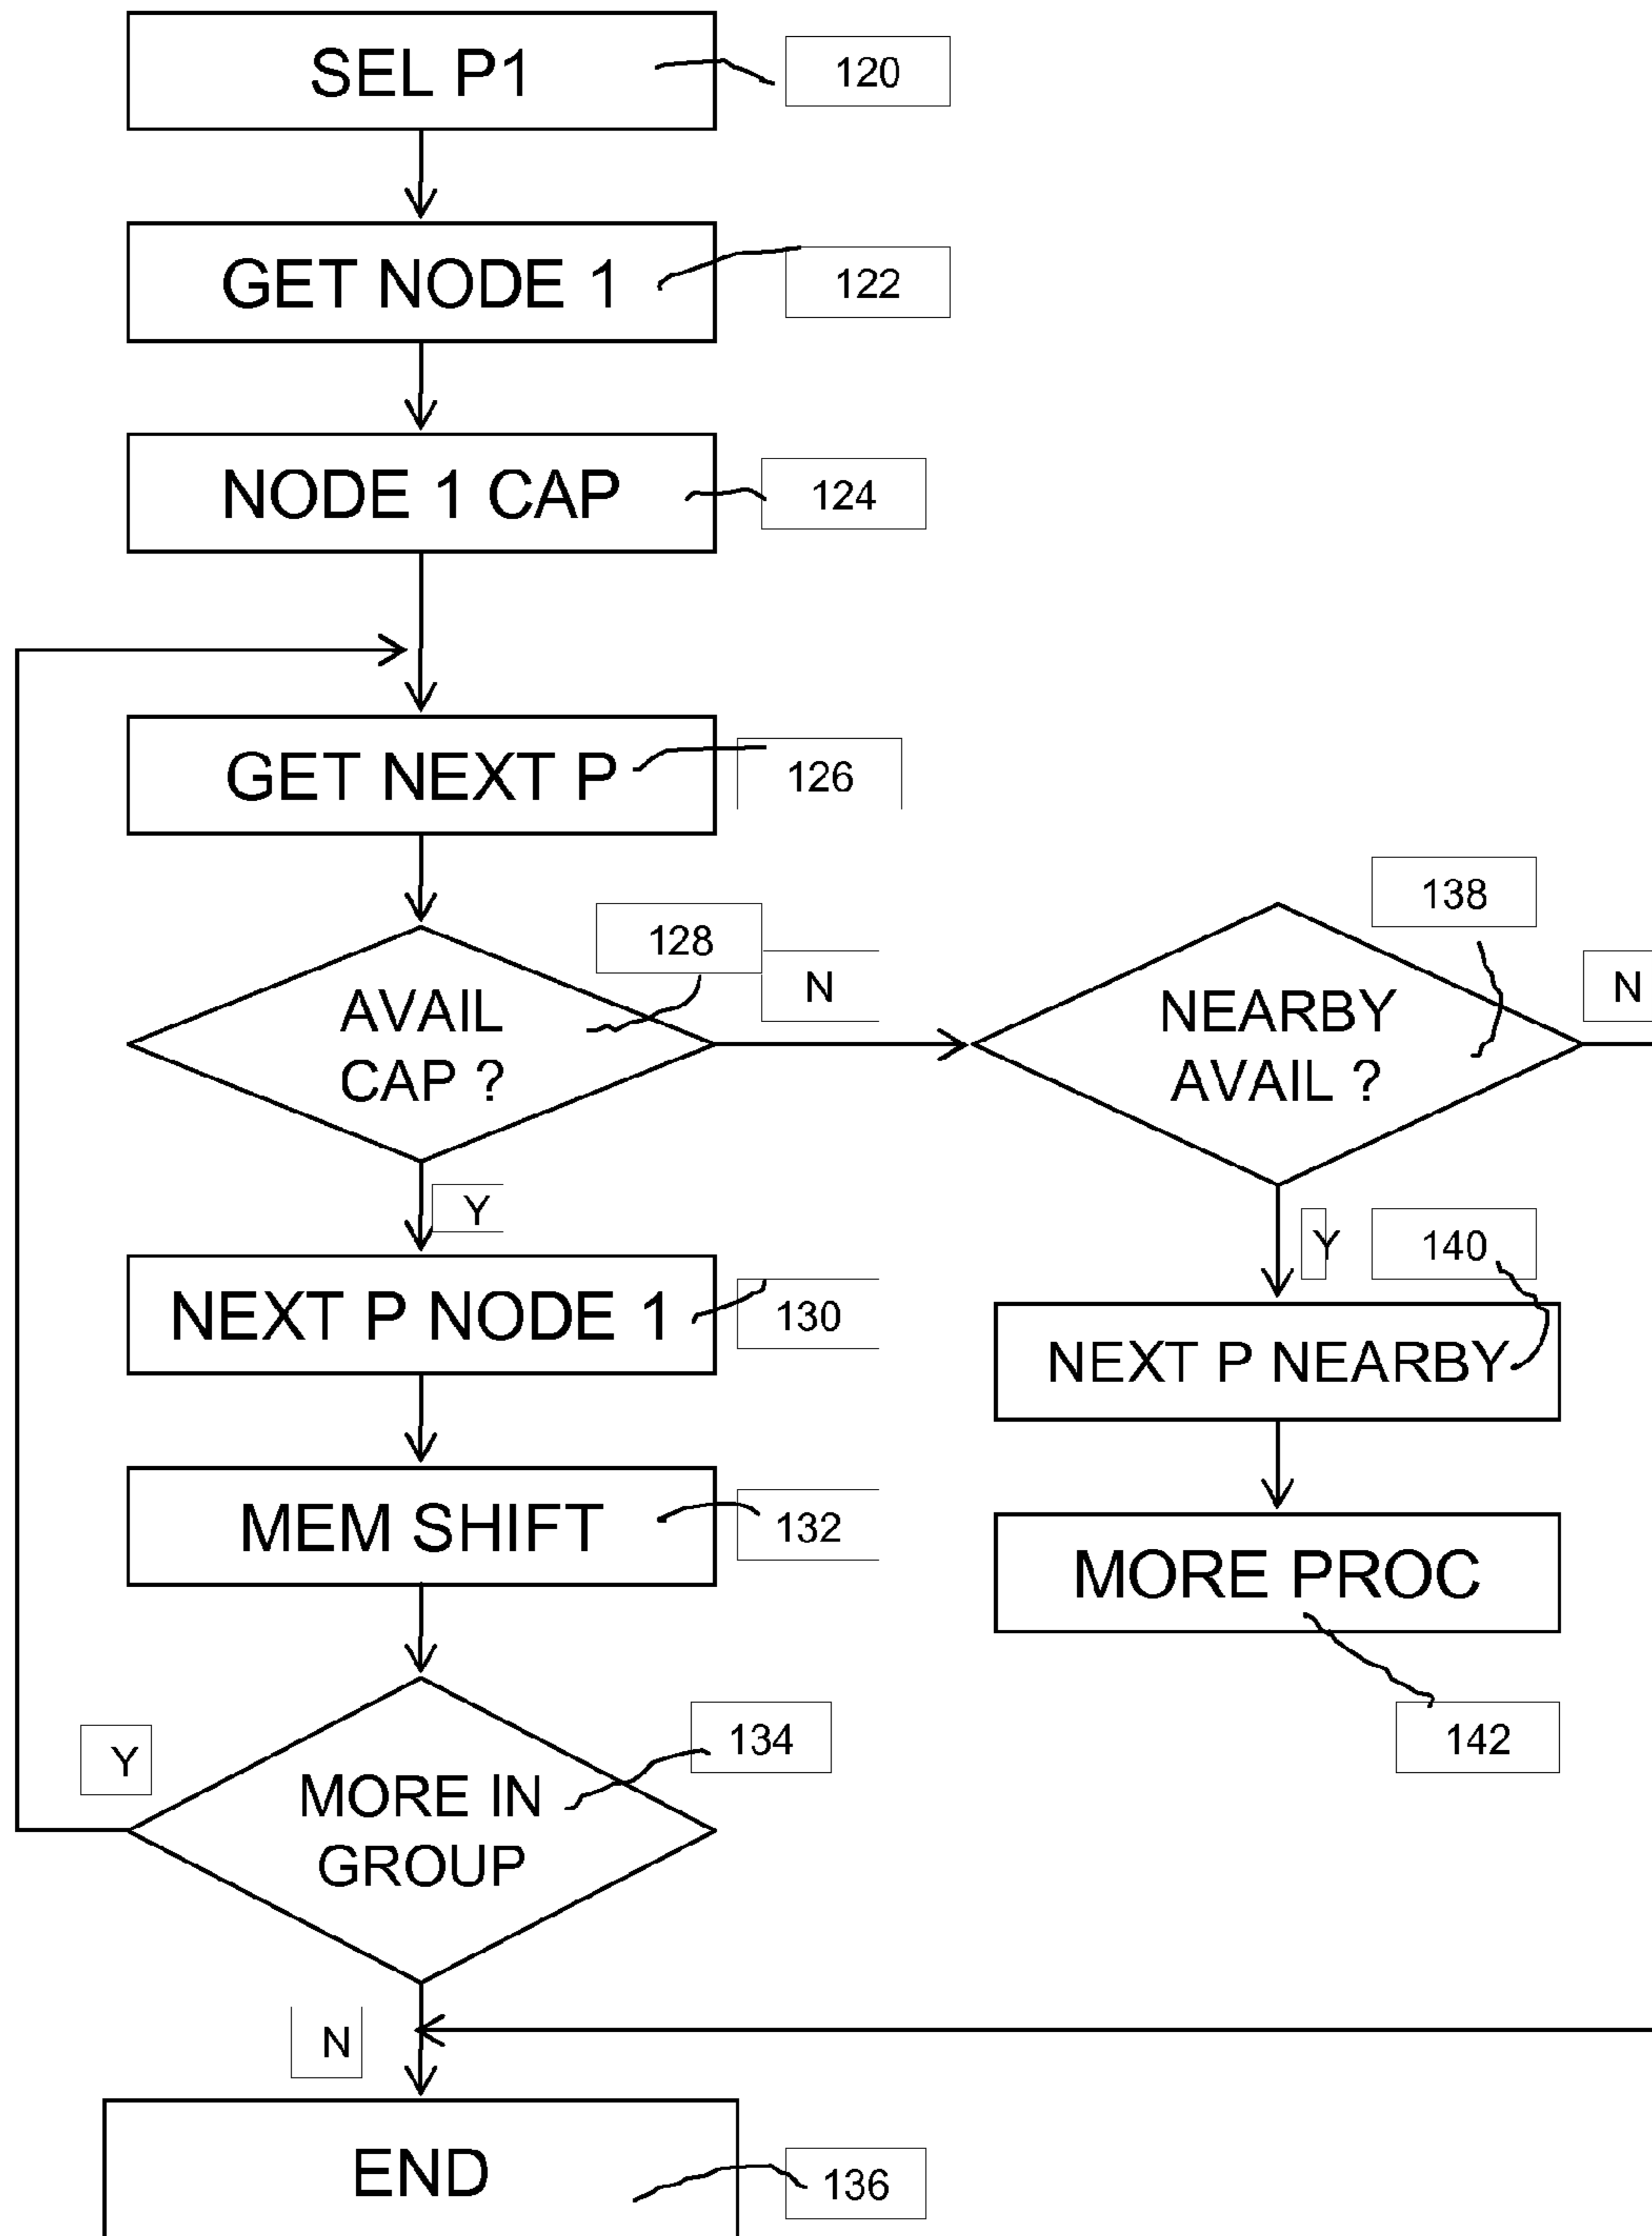 SEL P1
120
GET NODE 1
122
NODE 1 CAP
124
GET NEXT P
126
128
N
AVAIL
CAP ?
138
N
NEARBY
AVAIL ?
Y
Y
140
NEXT P NODE 1
130
NEXT P NEARBY
MEM SHIFT
132
MORE PROC
142
134
Y
MORE IN
GROUP
N
END
136